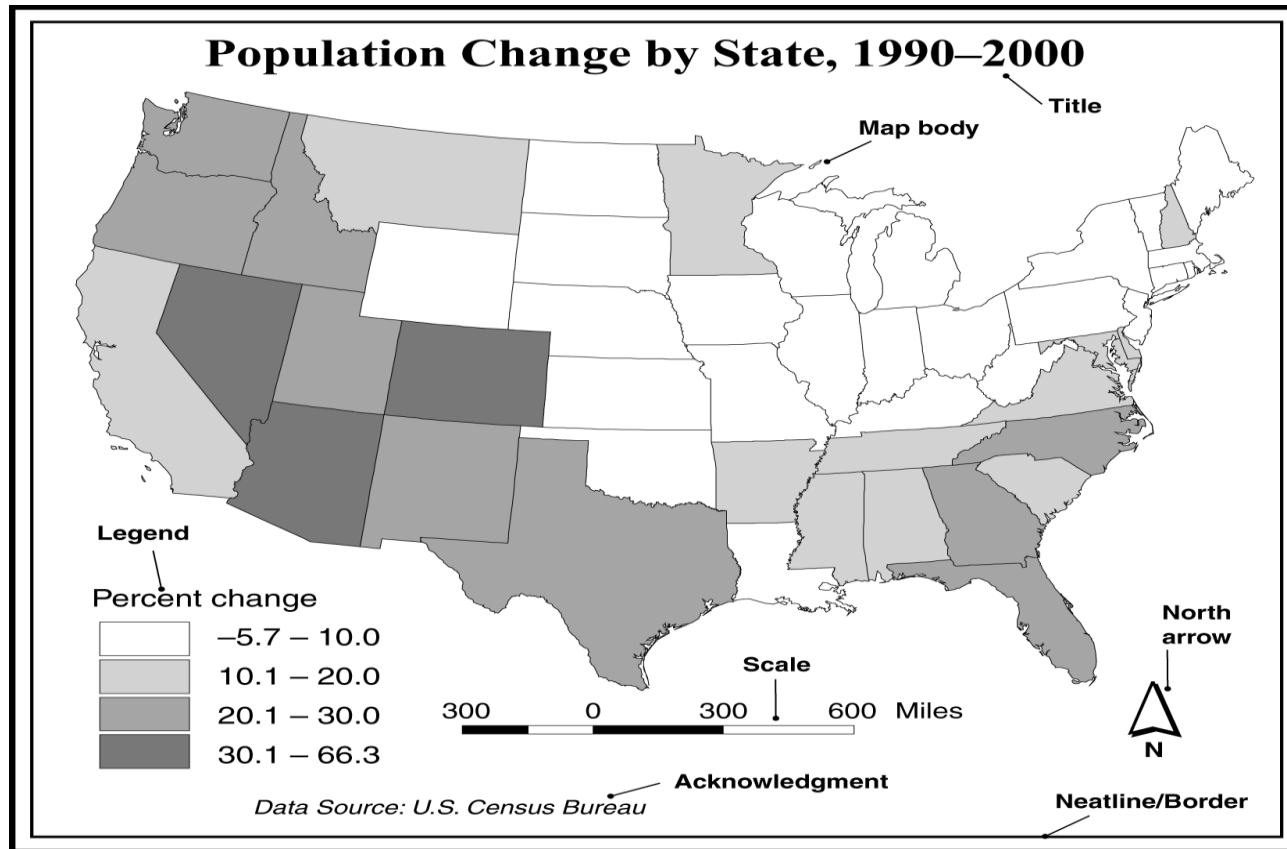 Population Change by State, 1990–2000
Title
Map body
Legend
Percent change
–5.7 – 10.0
10.1 – 20.0
20.1 – 30.0
30.1 – 66.3
Scale
300 0 300 600 Miles
North
arrow
N
Acknowledgment
Data Source: U.S. Census Bureau
Neatline/Border